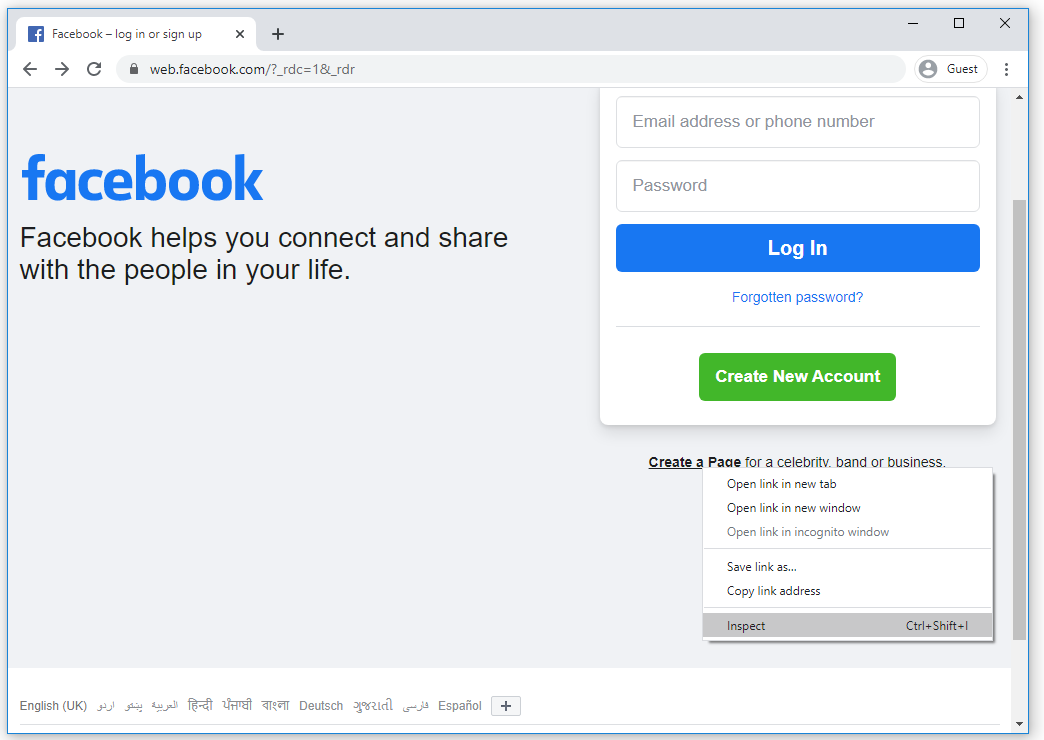 Facebook – log in or sign up
web.facebook.com/?_rdc=1&_rdr
Guest
facebook
Facebook helps you connect and share
with the people in your life.
Email address or phone number
Password
Log In
Forgotten password?
Create New Account
Create a Page for a celebrity, band or business.
Open link in new tab
Open link in new window
Open link in incognito window
Save link as...
Copy link address
Inspect Ctrl+Shift+I
English (UK) اردو پښتو العربية हिन्दी ਪੰਜਾਬੀ বাংলা Deutsch ગુજરાતી فارسی Español